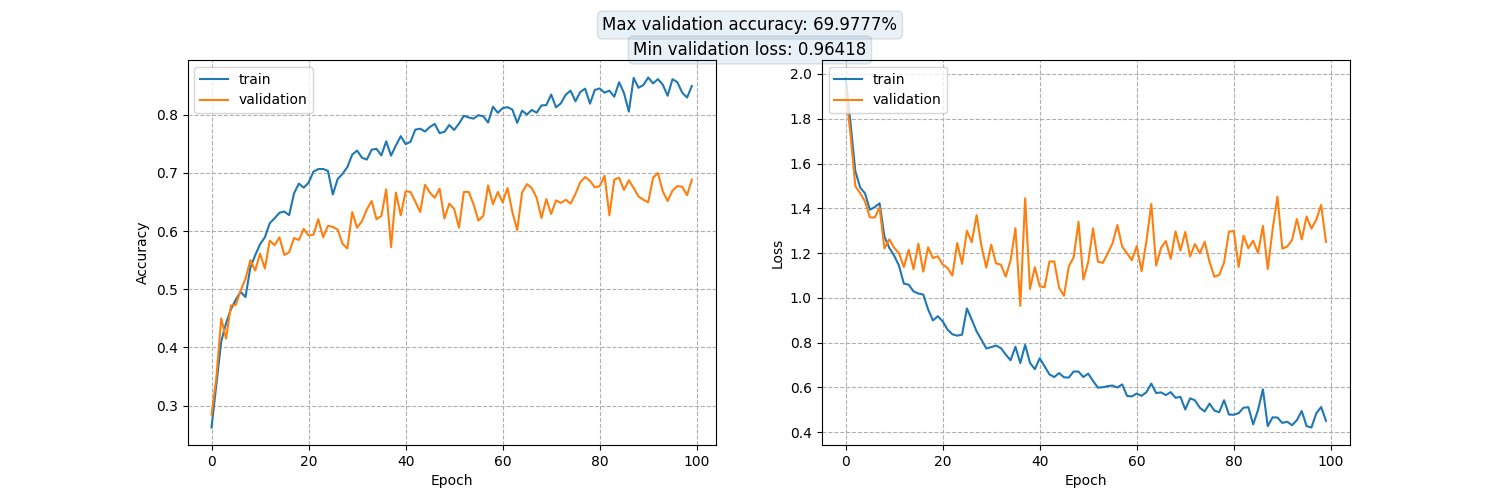 Max validation accuracy: 69.9777%
Min validation loss: 0.96418
train
validation
0.8
0.7
0.6
0.5
0.4
0.3
Accuracy
0 20 40 60 80 100
Epoch
train
validation
2.0
1.8
1.6
1.4
1.2
1.0
0.8
0.6
0.4
Loss
0 20 40 60 80 100
Epoch